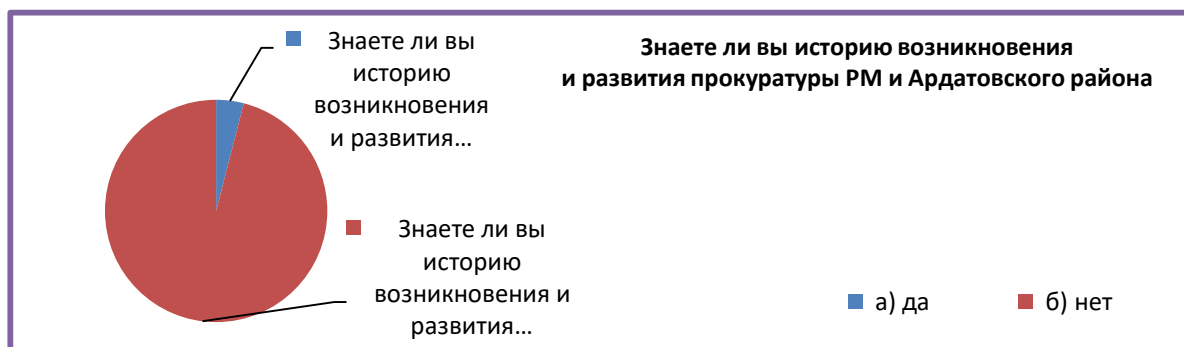 Знаете ли вы
историю
возникновения
и развития...
Знаете ли вы историю возникновения
и развития прокуратуры РМ и Ардатовского района
Знаете ли вы
историю
возникновения и
развития...
а) да
б) нет